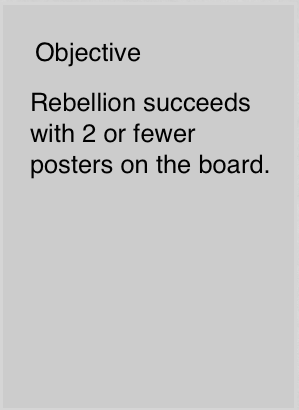 Objective
Rebellion succeeds
with 2 or fewer
posters on the board.